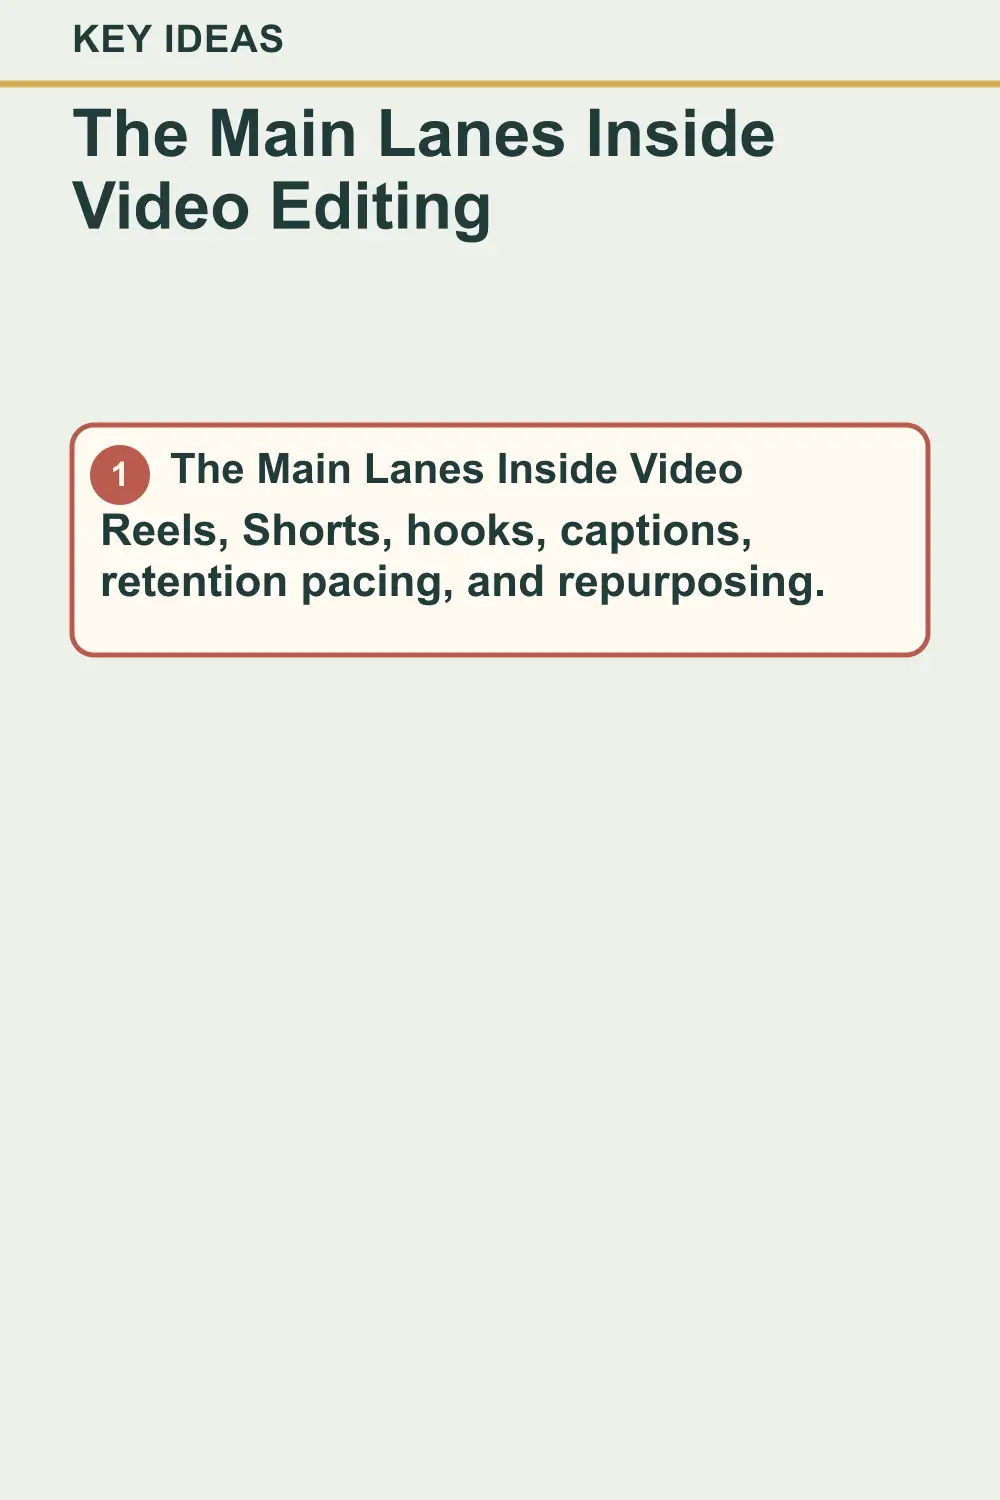 KEY IDEAS
The Main Lanes Inside
Video Editing
1 The Main Lanes Inside Video
Reels, Shorts, hooks, captions,
retention pacing, and repurposing.